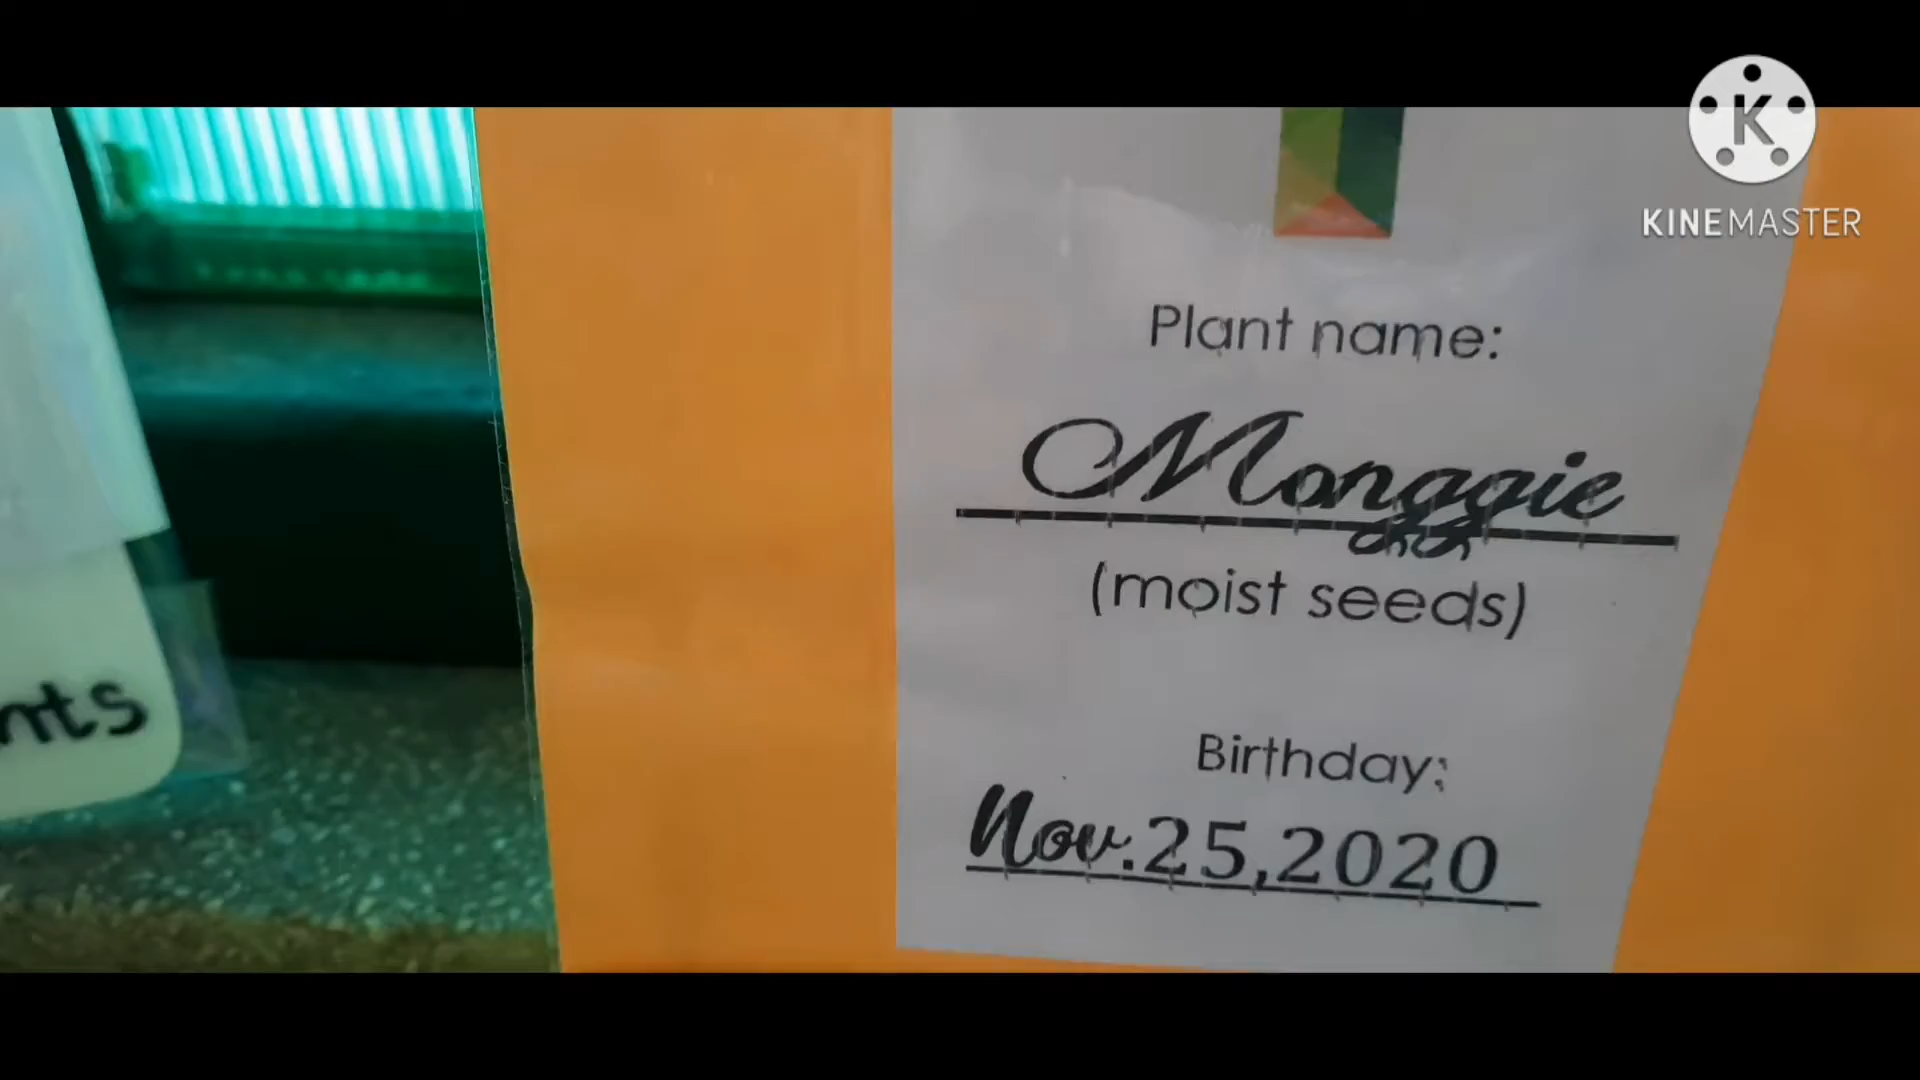 KINEMASTER
Plant name:
Monggie
(moist seeds)
Birthday:
Nov.25,2020
nts